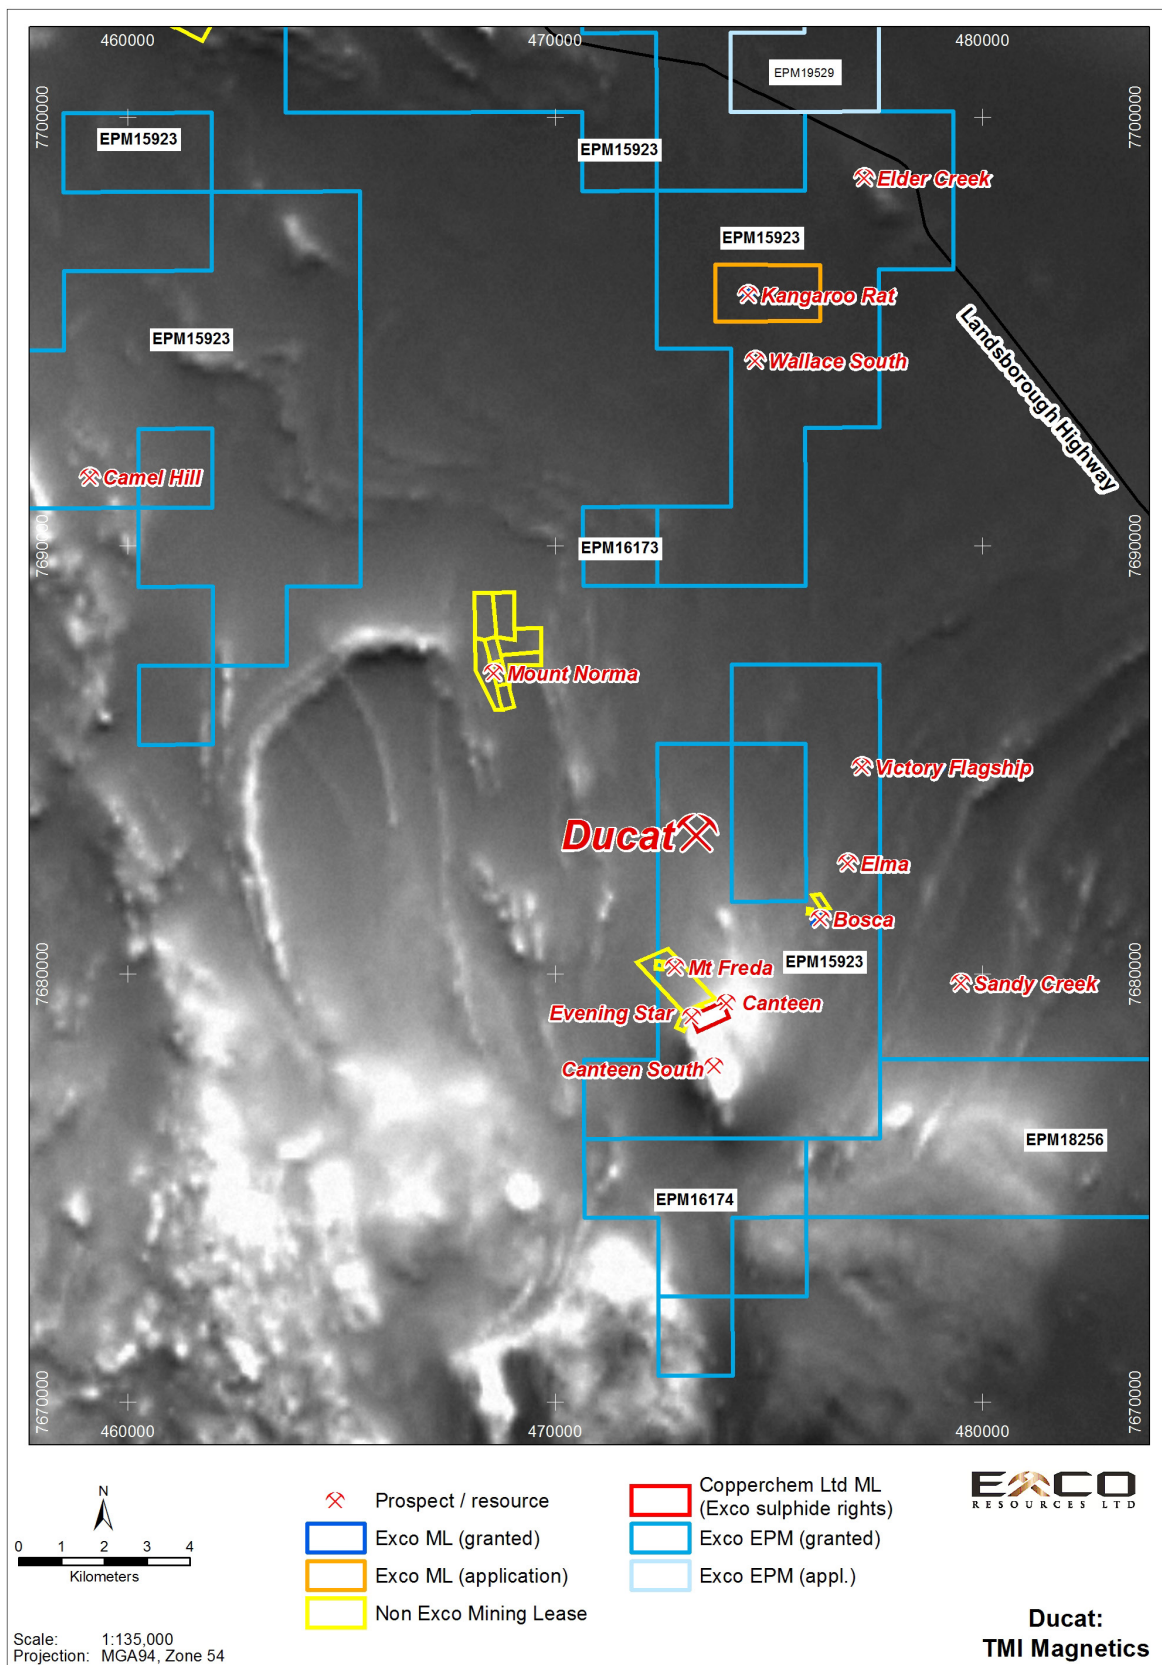 460000
470000
480000
EPM19529
7700000
7700000
EPM15923
EPM15923
Elder Creek
EPM15923
Kangaroo Rat
EPM15923
Wallace South
Landsborough Highway
Camel Hill
7690000
EPM16173
7690000
Mount Norma
Victory Flagship
Ducat
Elma
Bosca
EPM15923
Mt Freda
7680000
Sandy Creek
7680000
Canteen
Evening Star
Canteen South
EPM18256
EPM16174
7670000
7670000
460000
470000
480000
N
0 1 2 3 4
Kilometers
Scale: 1:135,000
Projection: MGA94, Zone 54
Prospect / resource
Exco ML (granted)
Exco ML (application)
Non Exco Mining Lease
Copperchem Ltd ML
(Exco sulphide rights)
Exco EPM (granted)
Exco EPM (appl.)
EXCO
RESOURCES LTD
Ducat:
TMI Magnetics